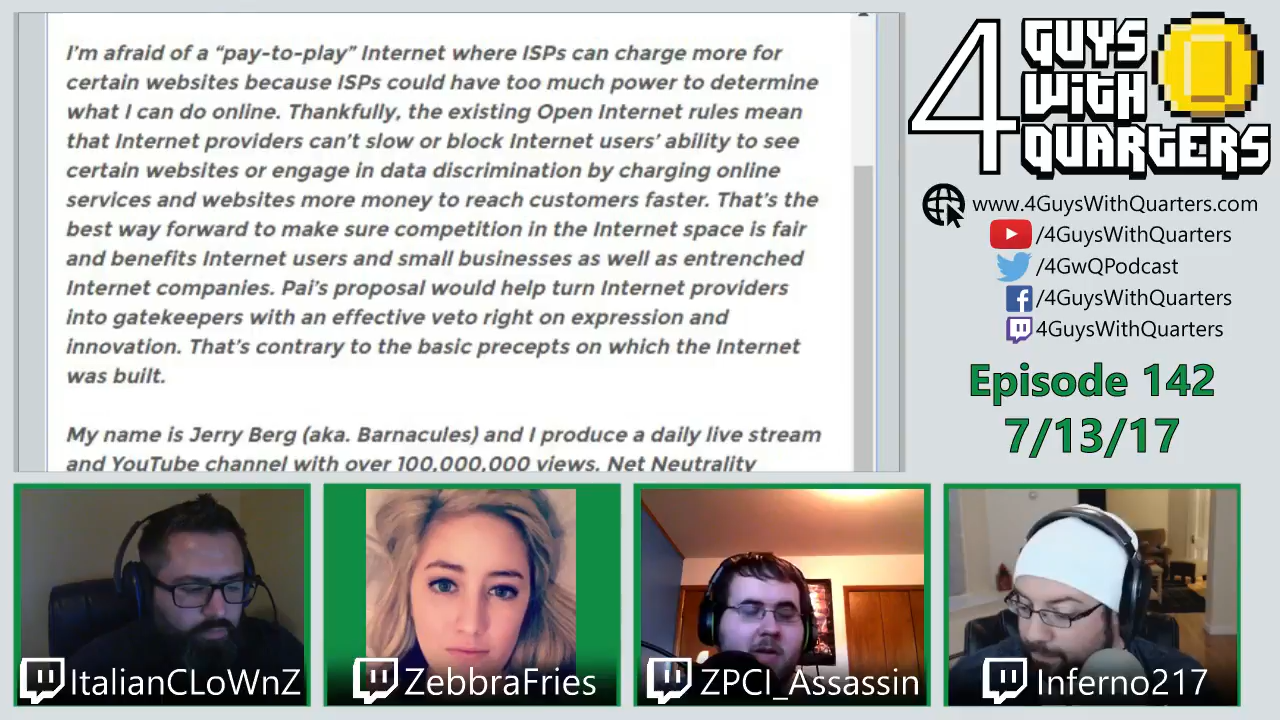 I'm afraid of a “pay-to-play” Internet where ISPs can charge more for
certain websites because ISPs could have too much power to determine
what I can do online. Thankfully, the existing Open Internet rules mean
that Internet providers can't slow or block Internet users' ability to see
certain websites or engage in data discrimination by charging online
services and websites more money to reach customers faster. That's the
best way forward to make sure competition in the Internet space is fair
and benefits Internet users and small businesses as well as entrenched
Internet companies. Pai's proposal would help turn Internet providers
into gatekeepers with an effective veto right on expression and
innovation. That's contrary to the basic precepts on which the Internet
was built.
My name is Jerry Berg (aka. Barnacules) and I produce a daily live stream
and YouTube channel with over 100,000,000 views. Net Neutrality
4 GUYS
WITH
QUARTERS
www.4GuysWithQuarters.com
/4GuysWithQuarters
/4GwQPodcast
/4GuysWithQuarters
4GuysWithQuarters
Episode 142
7/13/17
ItalianCLoWnZ
ZebbraFries
ZPCI_Assassin
Inferno217